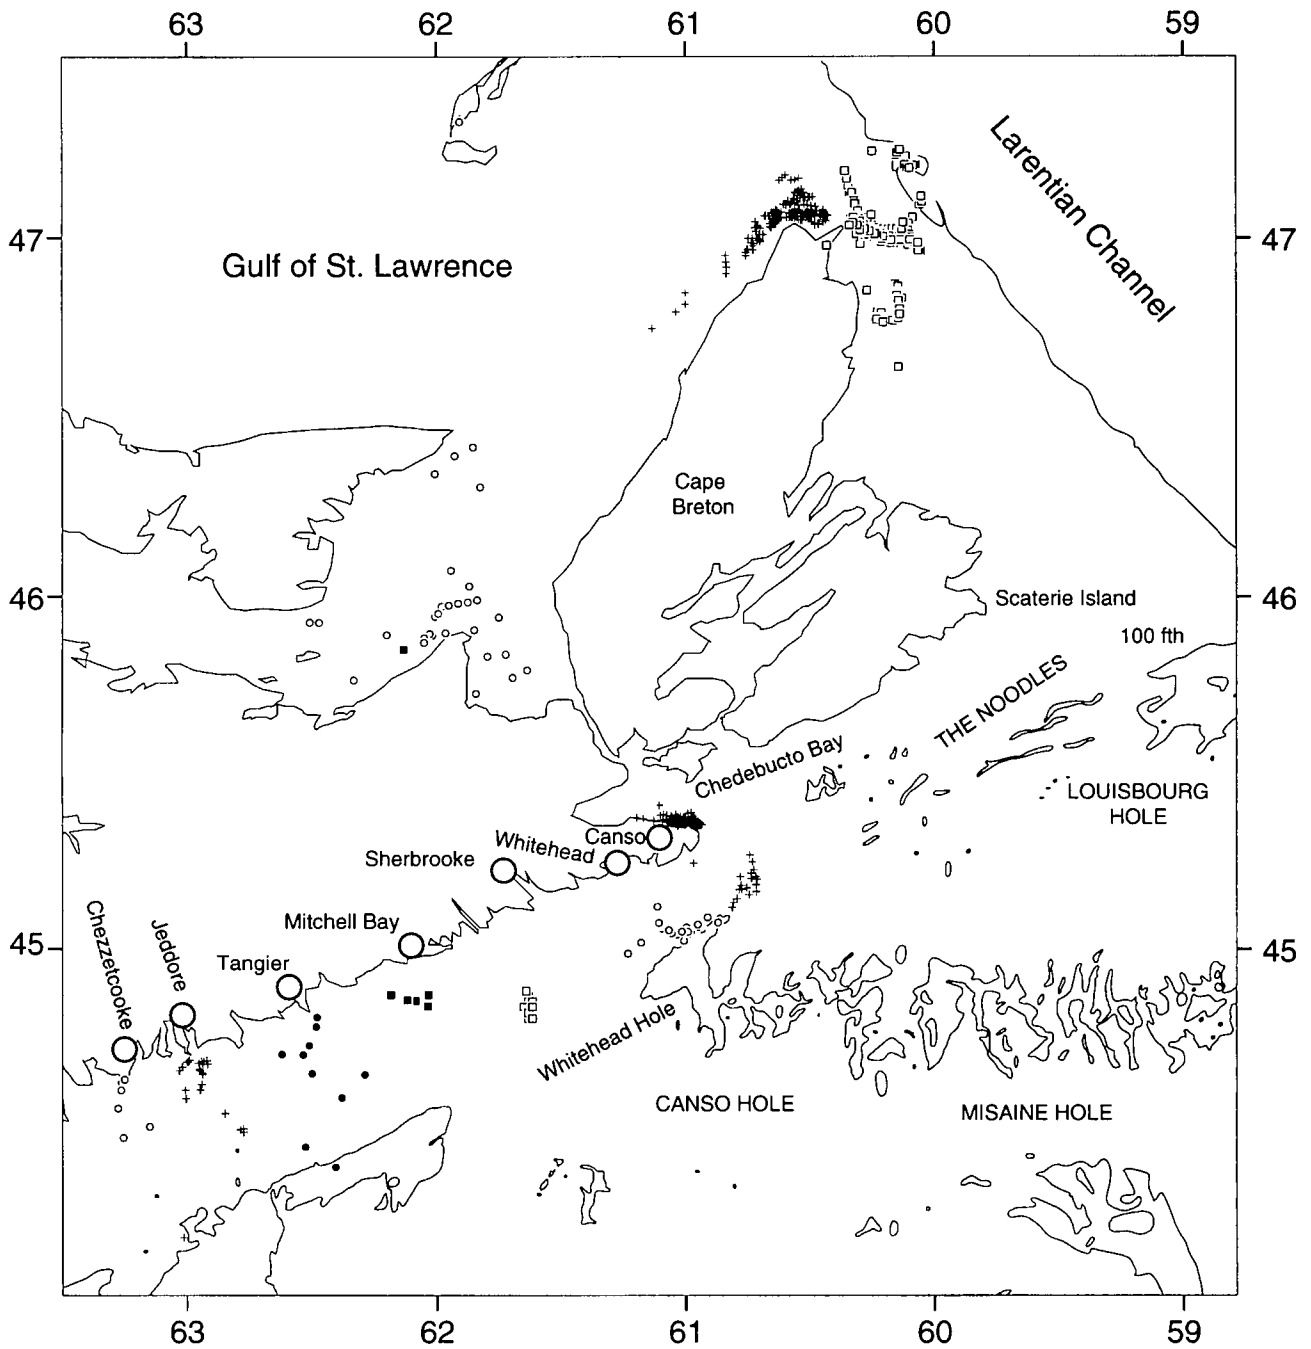 63 62 61 60 59
Larentian Channel
47 47
Gulf of St. Lawrence
Cape
Breton
46 46
Scaterie Island
100 fth
THE NOODLES
Chedebucto Bay
LOUISBOURG
HOLE
Canso
Whitehead
Sherbrooke
Mitchell Bay
45 45
Chezzetcooke
Jeddore
Tangier
Whitehead Hole
CANSO HOLE
MISAINE HOLE
63 62 61 60 59